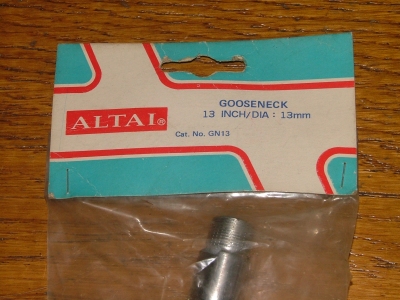 ALTAI®
GOOSENECK
13 INCH/DIA : 13mm
Cat. No. GN13